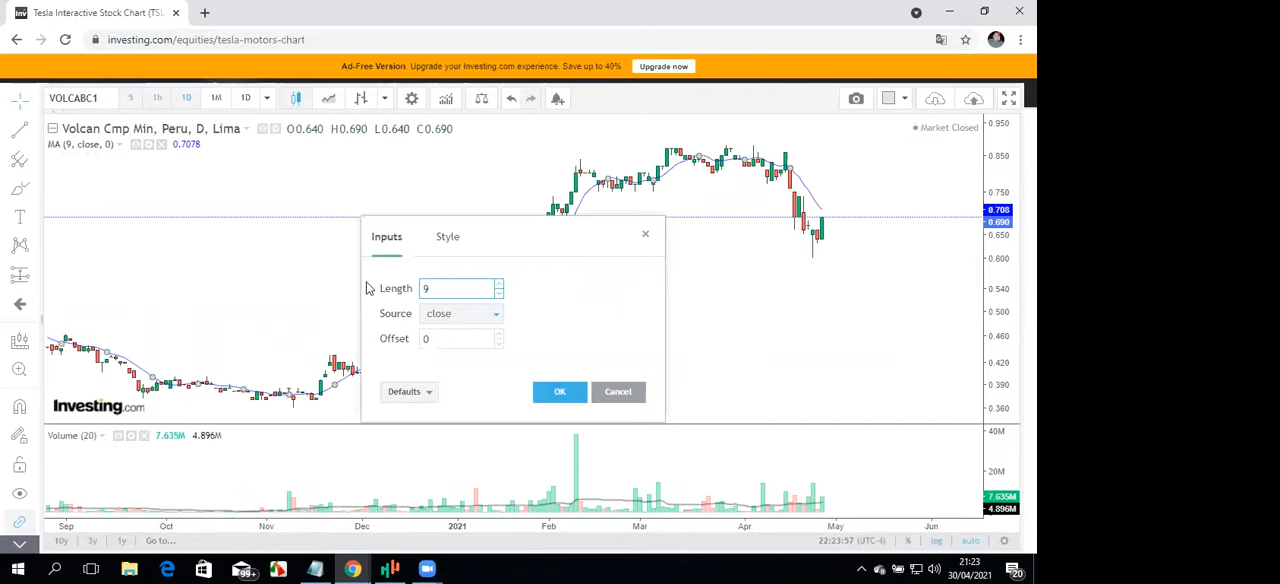 Tesla Interactive Stock Chart (TSL
investing.com/equities/tesla-motors-chart
Ad-Free Version. Upgrade your Investing.com experience. Save up to 40% Upgrade now
VOLCABC1 5 1h 1D 1M 1D
Volcan Cmp Min, Peru, D, Lima O0.640 H0.690 L0.640 C0.690
Market Closed
MA (9, close, 0) 0.7078
0.950
0.850
0.750
0.708
0.690
0.650
0.600
0.540
0.500
0.460
0.420
0.390
0.360
Inputs Style
Length 9
Source close
Offset 0
Defaults OK Cancel
Investing.com
Volume (20) 7.635M 4.896M
40M
20M
7.635M
4.896M
Sep Oct Nov Dec 2021 Feb Mar Apr May Jun
10y 3y 1y Go to... 22:23:57 (UTC-4) % log auto
99+
21:23
30/04/2021
20